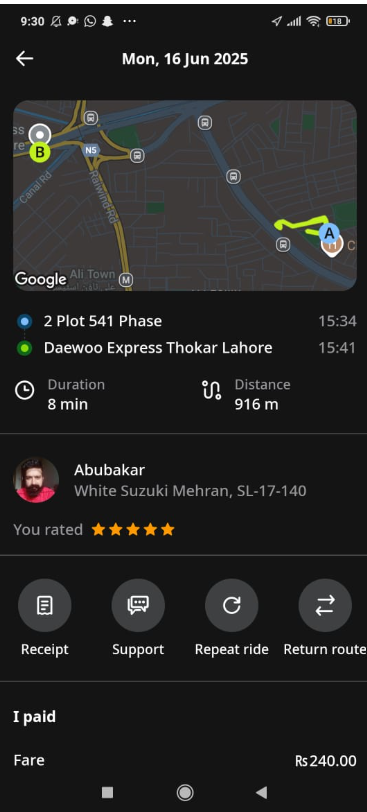 9:30
18
Mon, 16 Jun 2025
ss
re
B
N5
Canal Rd
Raiwind Rd
A
C
Google
Ali Town
M
2 Plot 541 Phase 15:34
Daewoo Express Thokar Lahore 15:41
Duration
8 min
Distance
916 m
Abubakar
White Suzuki Mehran, SL-17-140
You rated
Receipt
Support
Repeat ride
Return route
I paid
Fare
Rs240.00